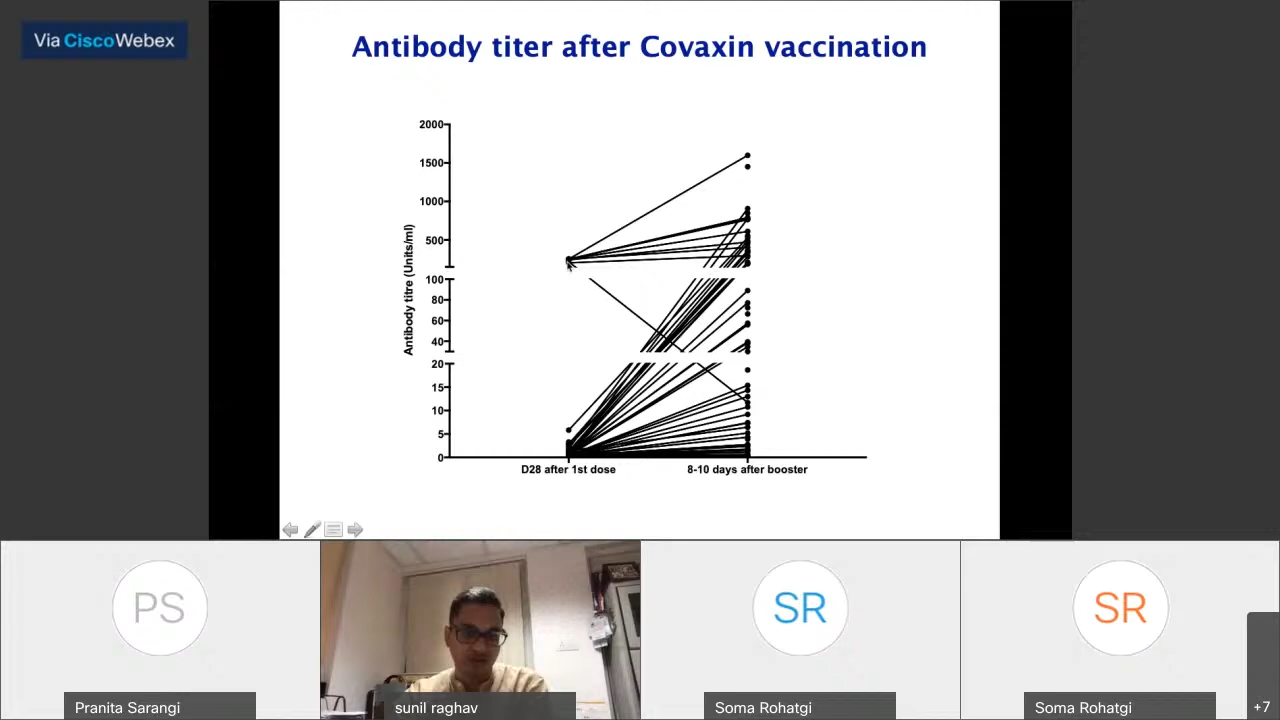 Via Cisco Webex
Antibody titer after Covaxin vaccination
2000
1500
1000
500
100
80
60
40
20
15
10
5
0
Antibody titre (Units/ml)
D28 after 1st dose
8-10 days after booster
PS
SR
SR
Pranita Sarangi
sunil raghav
Soma Rohatgi
Soma Rohatgi
+7